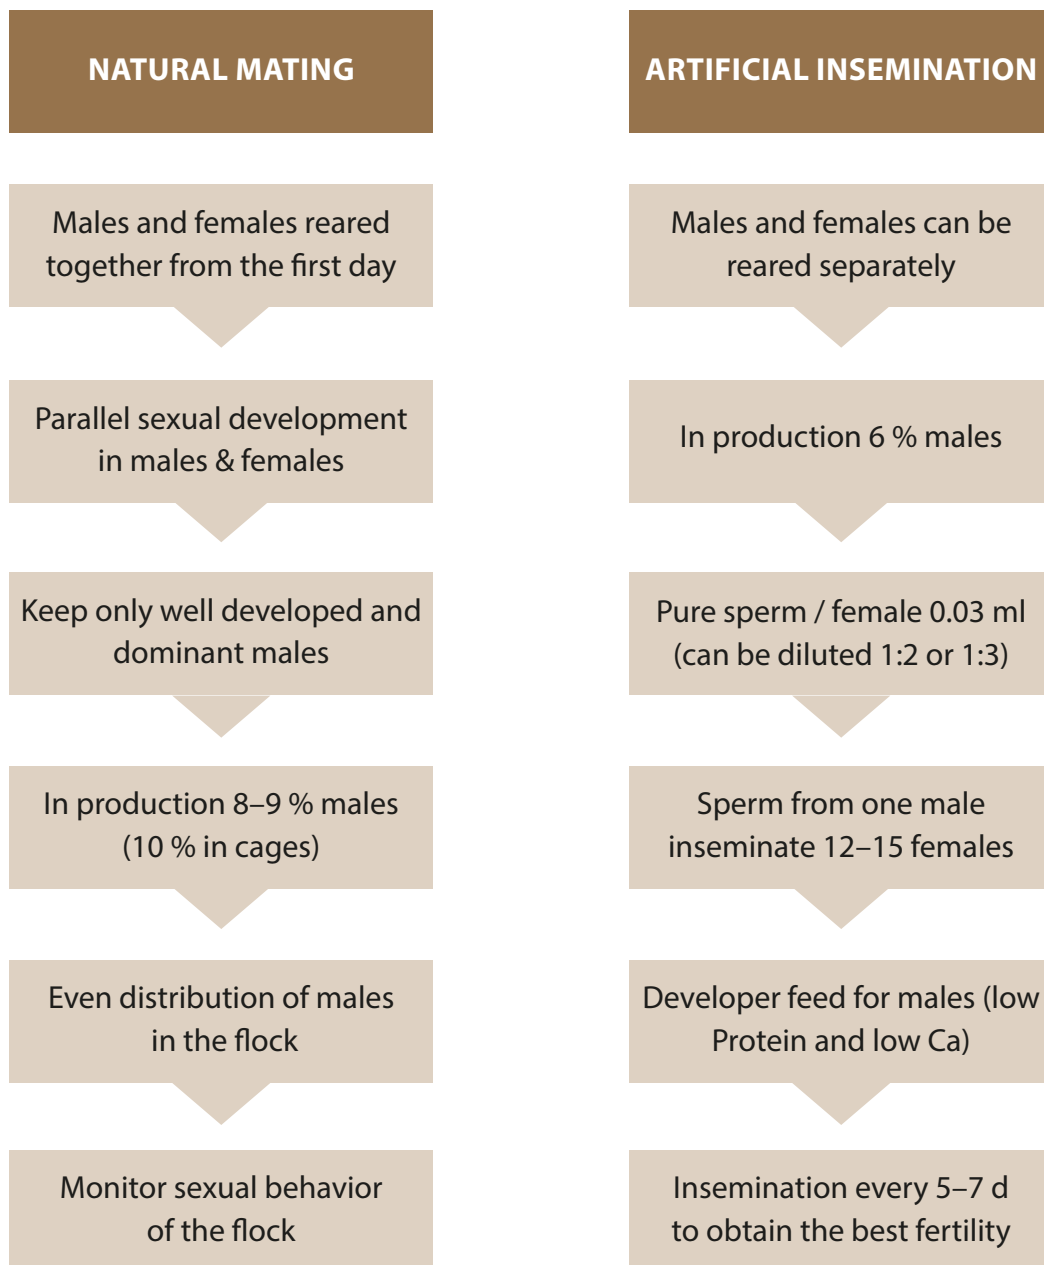 NATURAL MATING
Males and females reared
together from the first day
Parallel sexual development
in males & females
Keep only well developed and
dominant males
In production 8–9 % males
(10 % in cages)
Even distribution of males
in the flock
Monitor sexual behavior
of the flock
ARTIFICIAL INSEMINATION
Males and females can be
reared separately
In production 6 % males
Pure sperm / female 0.03 ml
(can be diluted 1:2 or 1:3)
Sperm from one male
inseminate 12–15 females
Developer feed for males (low
Protein and low Ca)
Insemination every 5–7 d
to obtain the best fertility